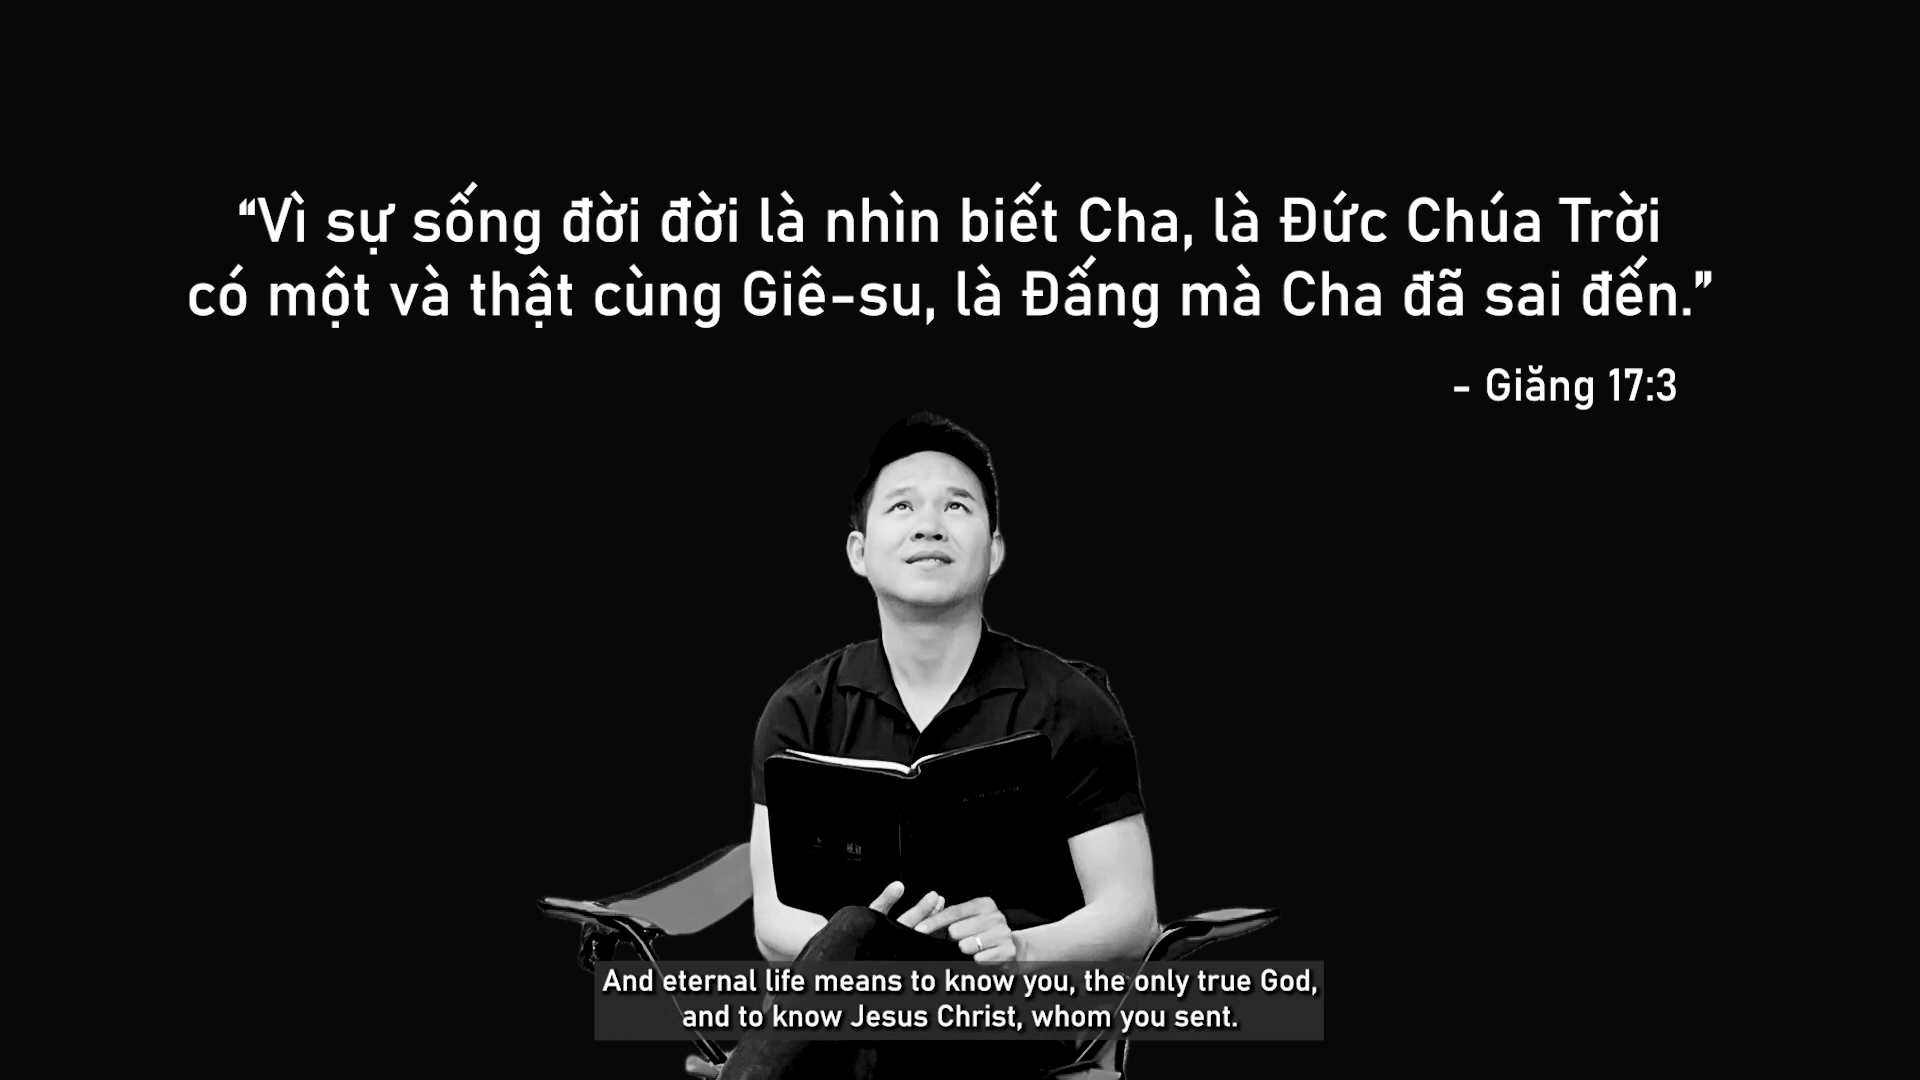 “Vì sự sống đời đời là nhìn biết Cha, là Đức Chúa Trời
có một và thật cùng Giê-su, là Đấng mà Cha đã sai đến.”
- Giăng 17:3
And eternal life means to know you, the only true God,
and to know Jesus Christ, whom you sent.